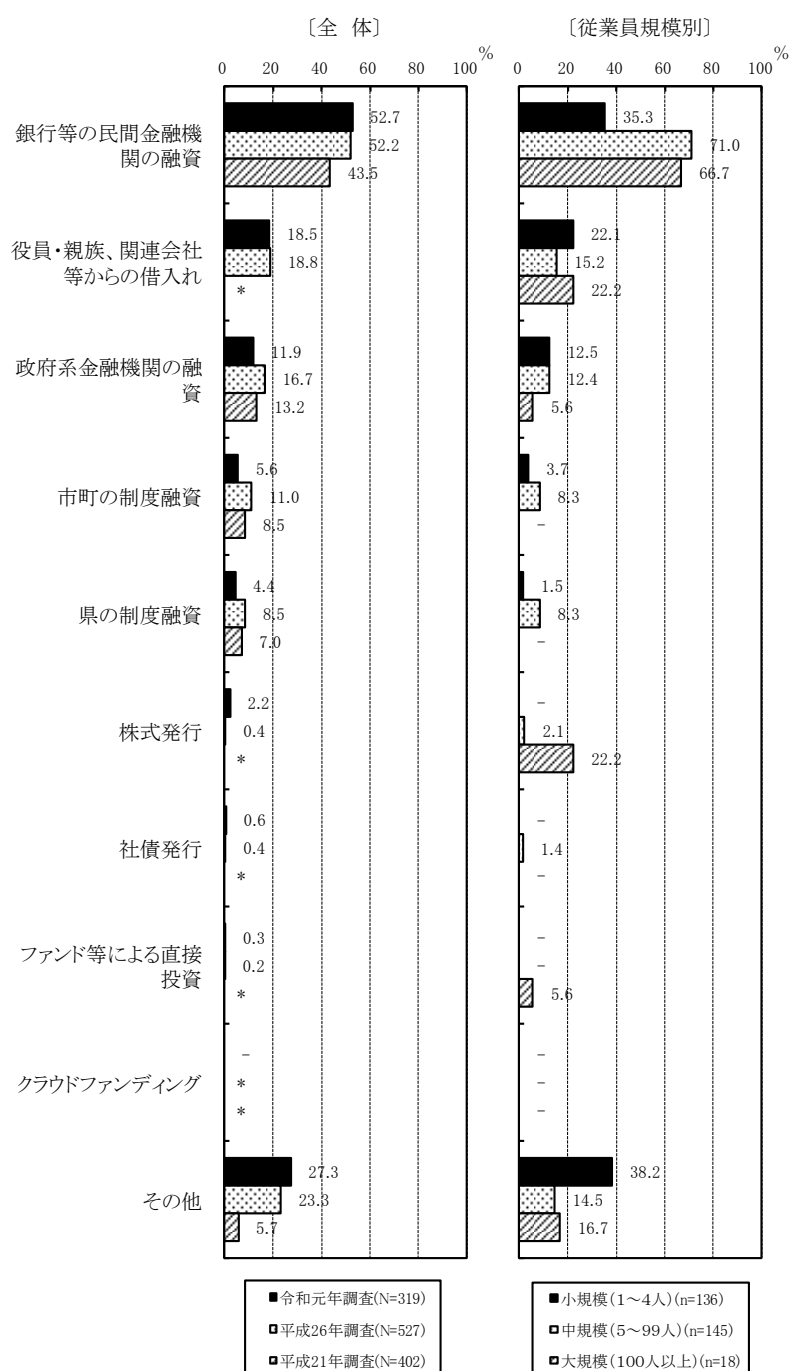 〔全 体〕 〔従業員規模別〕
% %
0 20 40 60 80 100 0 20 40 60 80 100
銀行等の民間金融機
関の融資
52.7 35.3
52.2 71.0
43.5 66.7
役員・親族、関連会社
等からの借入れ
18.5 22.1
18.8 15.2
* 22.2
政府系金融機関の融
資
11.9 12.5
16.7 12.4
13.2 5.6
市町の制度融資
5.6 3.7
11.0 8.3
8.5 －
県の制度融資
4.4 1.5
8.5 8.3
7.0 －
株式発行
2.2 －
0.4 2.1
* 22.2
社債発行
0.6 －
0.4 1.4
* －
ファンド等による直接
投資
0.3 －
0.2 －
* 5.6
クラウドファンディング
－ －
* －
* －
その他
27.3 38.2
23.3 14.5
5.7 16.7
令和元年調査(N=319) 小規模(1～4人)(n=136)
平成26年調査(N=527) 中規模(5～99人)(n=145)
平成21年調査(N=402) 大規模(100人以上)(n=18)